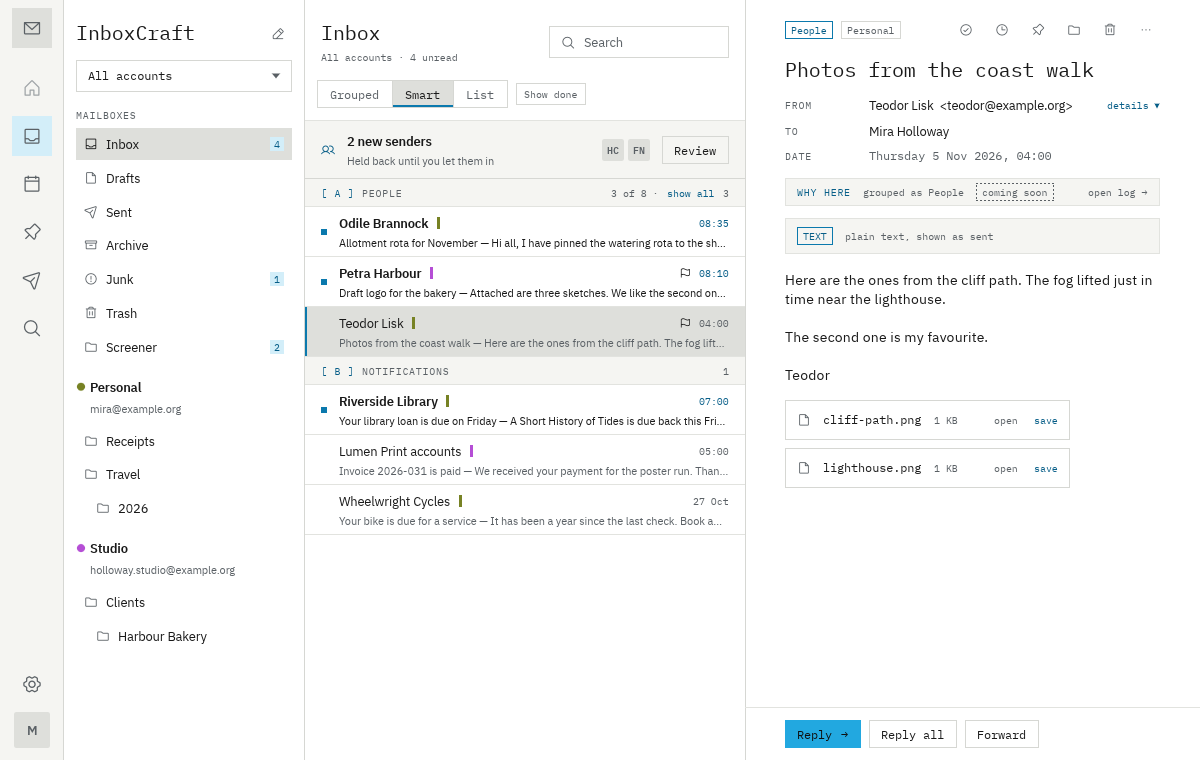 InboxCraft
All accounts
MAILBOXES
Inbox 4
Drafts
Sent
Archive
Junk 1
Trash
Screener 2
Personal
mira@example.org
Receipts
Travel
2026
Studio
holloway.studio@example.org
Clients
Harbour Bakery
M
Inbox
All accounts · 4 unread
Search
Grouped Smart List Show done
2 new senders
Held back until you let them in
HC FN Review
[ A ] PEOPLE 3 of 8 · show all 3
Odile Brannock 08:35
Allotment rota for November — Hi all, I have pinned the watering rota to the sh…
Petra Harbour 08:10
Draft logo for the bakery — Attached are three sketches. We like the second on…
Teodor Lisk 04:00
Photos from the coast walk — Here are the ones from the cliff path. The fog lift…
[ B ] NOTIFICATIONS 1
Riverside Library 07:00
Your library loan is due on Friday — A Short History of Tides is due back this Fri…
Lumen Print accounts 05:00
Invoice 2026-031 is paid — We received your payment for the poster run. Than…
Wheelwright Cycles 27 Oct
Your bike is due for a service — It has been a year since the last check. Book a…
People Personal
Photos from the coast walk
FROM Teodor Lisk <teodor@example.org> details ▾
TO Mira Holloway
DATE Thursday 5 Nov 2026, 04:00
WHY HERE grouped as People coming soon open log →
TEXT plain text, shown as sent
Here are the ones from the cliff path. The fog lifted just in
time near the lighthouse.
The second one is my favourite.
Teodor
cliff-path.png 1 KB open save
lighthouse.png 1 KB open save
Reply → Reply all Forward